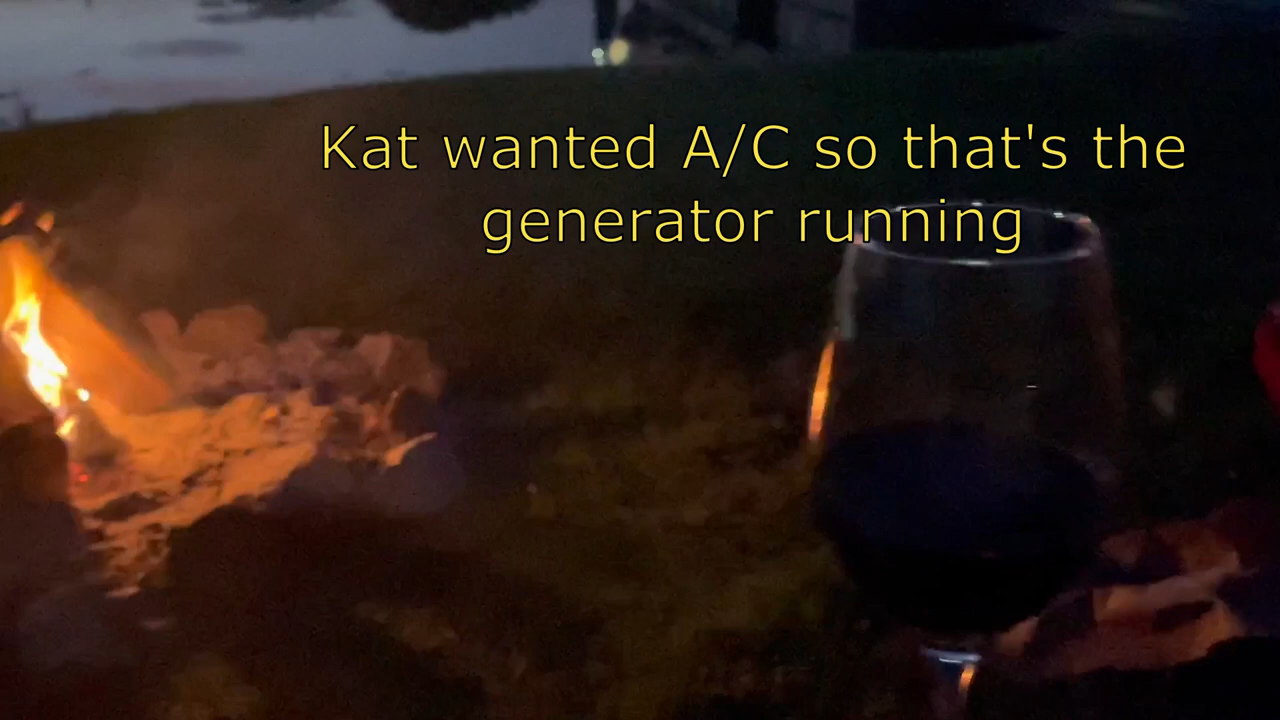 Kat wanted A/C so that's the
generator running